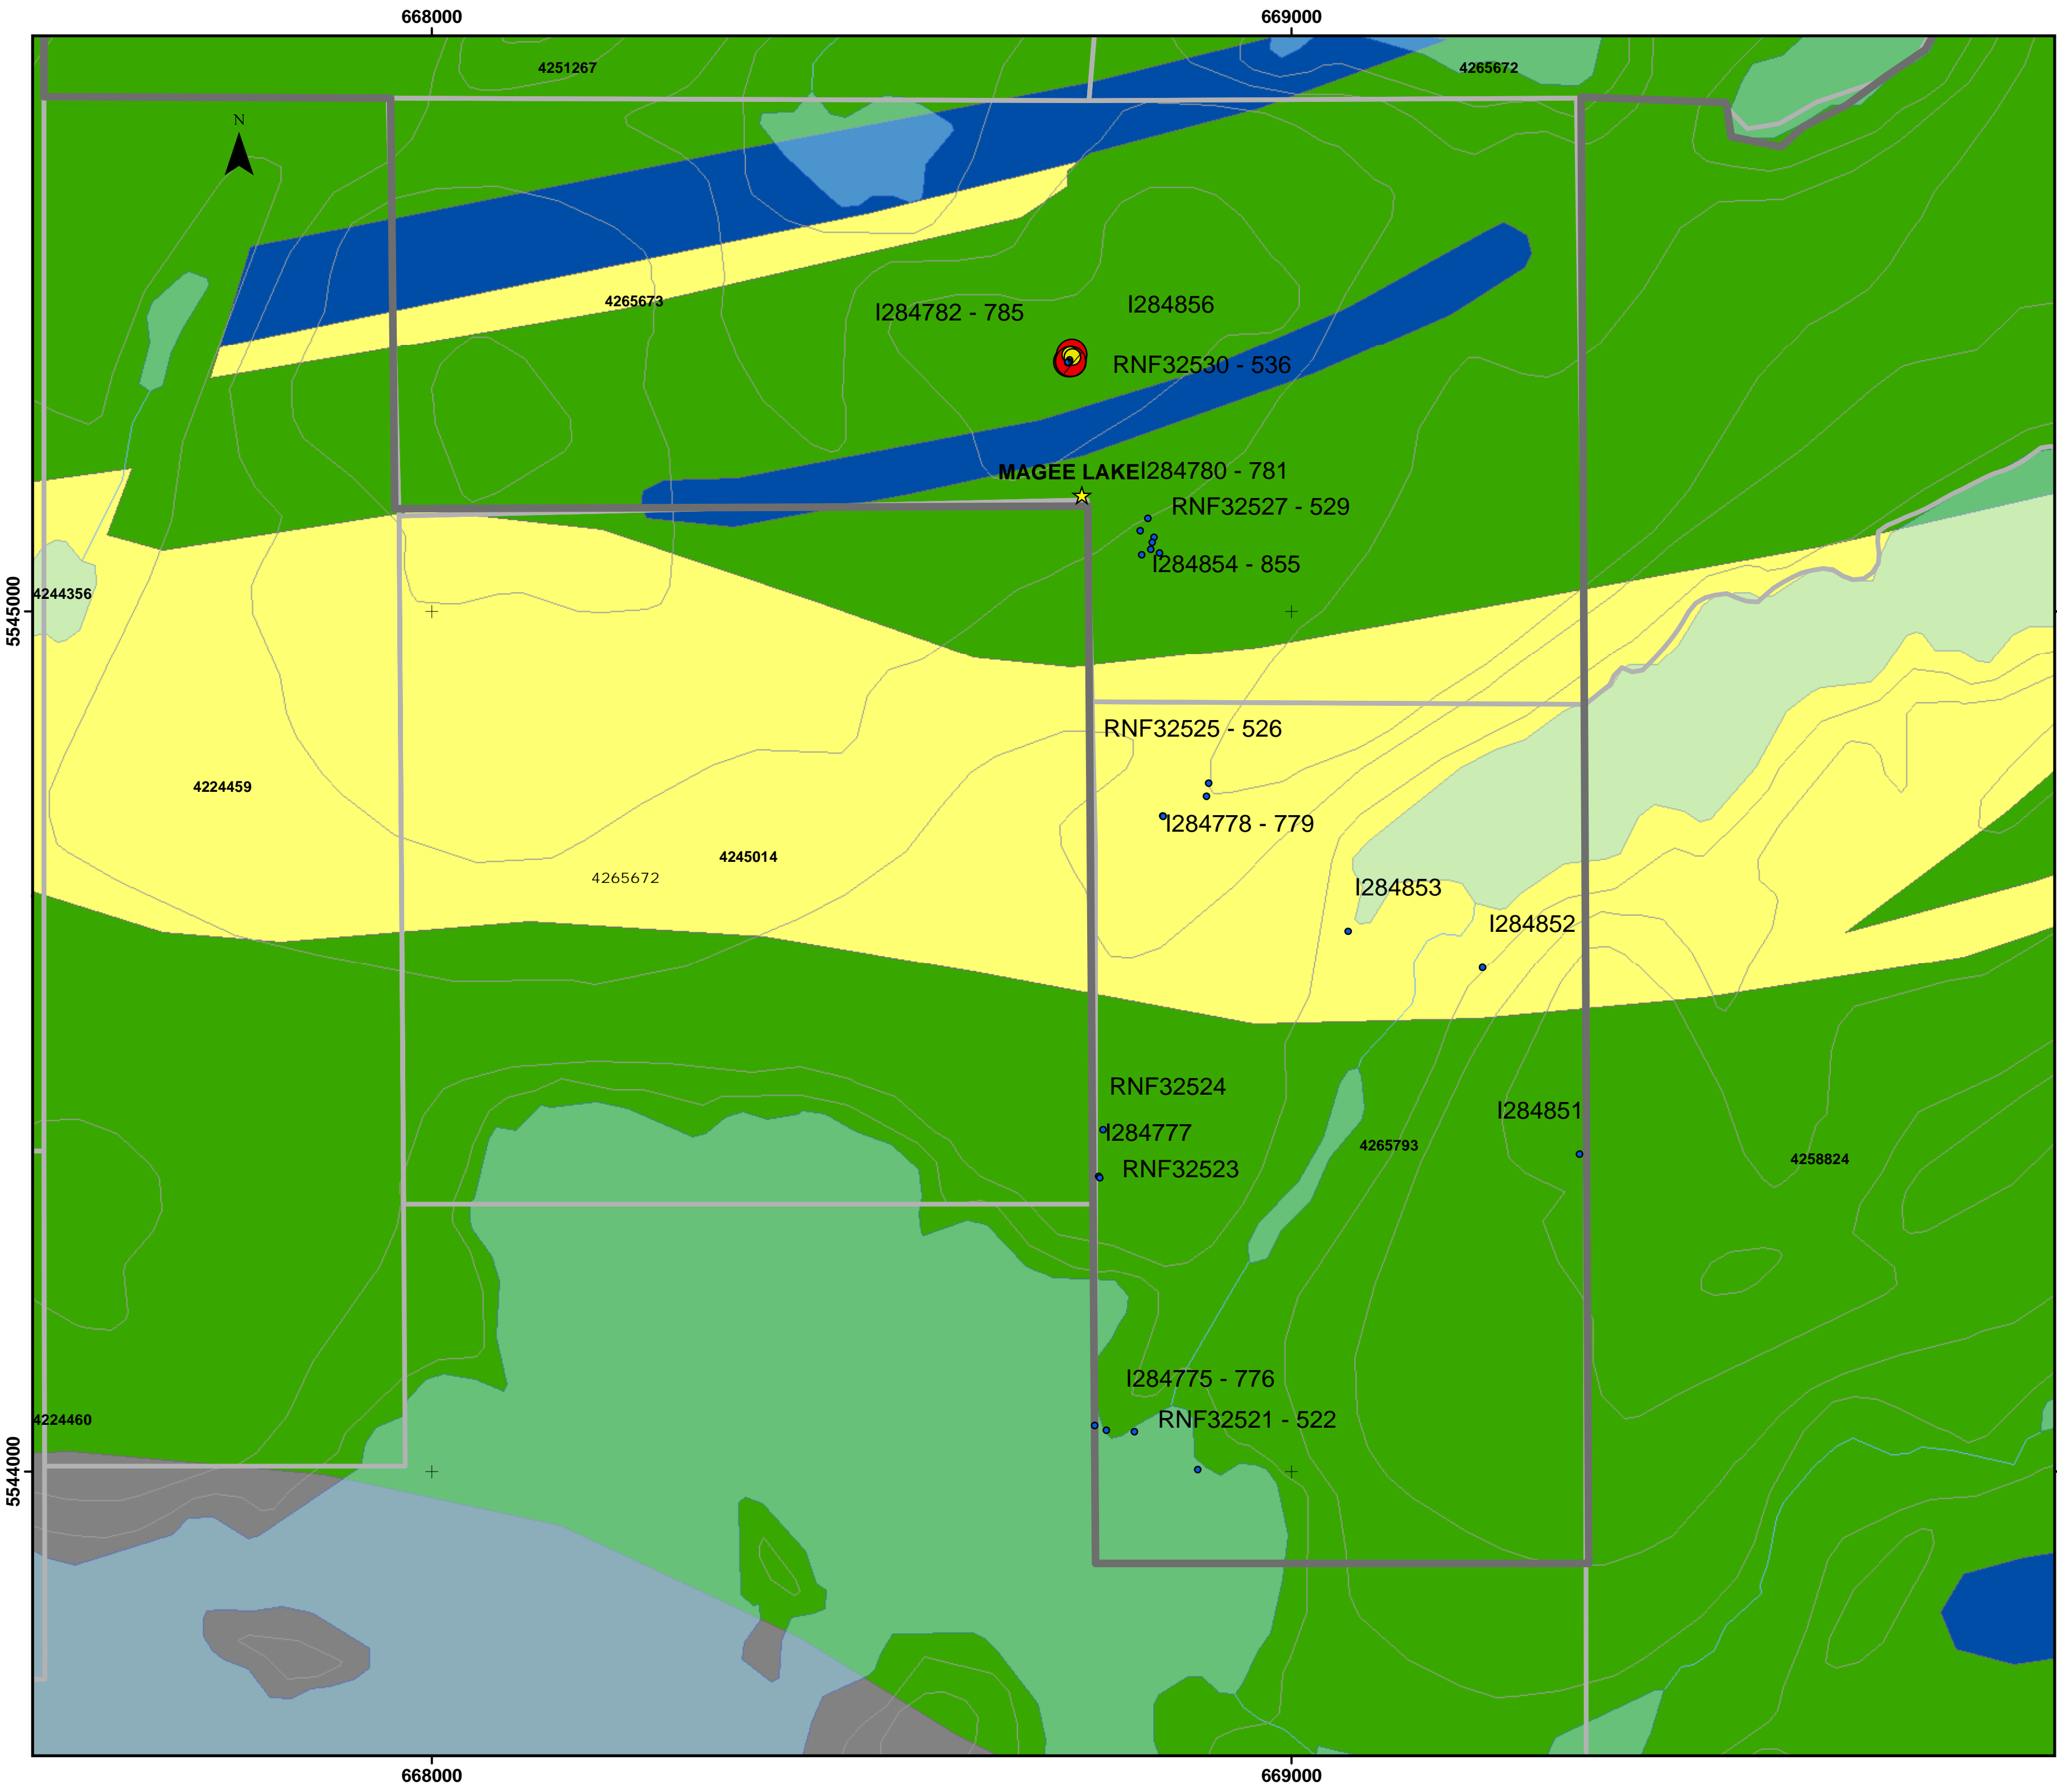 668000 669000
4251267 4265672
N
4265673
I284782 - 785
I284856
RNF32530 - 536
MAGEE LAKE
I284780 - 781
RNF32527 - 529
I284854 - 855
4244356
5545000
RNF32525 - 526
4224459
I284778 - 779
4245014
4265672
I284853
I284852
RNF32524
I284851
I284777
4265793
4258824
RNF32523
I284775 - 776
RNF32521 - 522
4224460
5544000
668000 669000